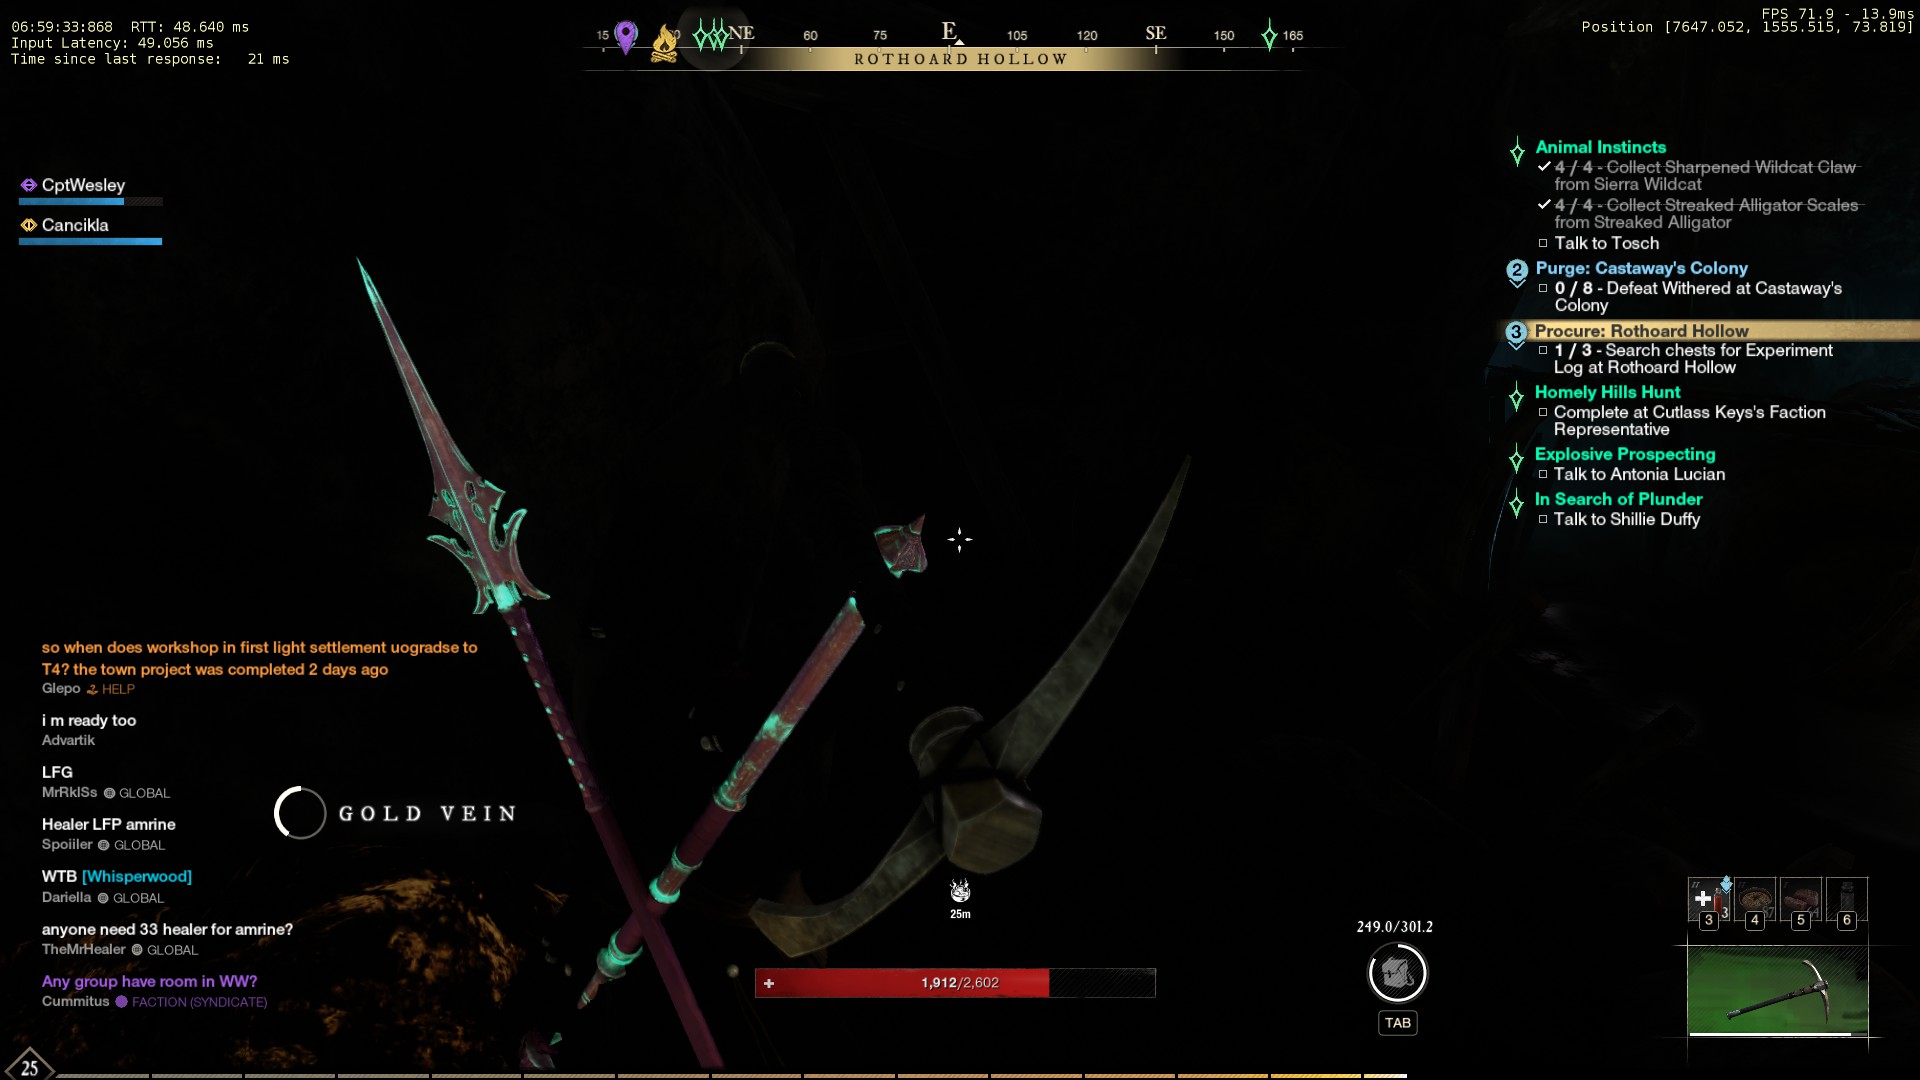 06:59:33:868 RTT: 48.640 ms
Input Latency: 49.056 ms
Time since last response: 21 ms
15 NE 60 75 E 105 120 SE 150 165
ROTHOARD HOLLOW
FPS 71.9 - 13.9ms
Position [7647.052, 1555.515, 73.819]
CptWesley
Cancikla
Animal Instincts
4 / 4 - Collect Sharpened Wildcat Claw
from Sierra Wildcat
4 / 4 - Collect Streaked Alligator Scales
from Streaked Alligator
Talk to Tosch
2 Purge: Castaway's Colony
0 / 8 - Defeat Withered at Castaway's
Colony
3 Procure: Rothoard Hollow
1 / 3 - Search chests for Experiment
Log at Rothoard Hollow
Homely Hills Hunt
Complete at Cutlass Keys's Faction
Representative
Explosive Prospecting
Talk to Antonia Lucian
In Search of Plunder
Talk to Shillie Duffy
so when does workshop in first light settlement uogradse to
T4? the town project was completed 2 days ago
Glepo HELP
i m ready too
Advartik
LFG
MrRklSs GLOBAL
Healer LFP amrine
Spoiiler GLOBAL
WTB [Whisperwood]
Dariella GLOBAL
anyone need 33 healer for amrine?
TheMrHealer GLOBAL
Any group have room in WW?
Cummitus FACTION (SYNDICATE)
GOLD VEIN
25m
1,912/2,602
249.0/301.2
TAB
3
3 4 5 6
25